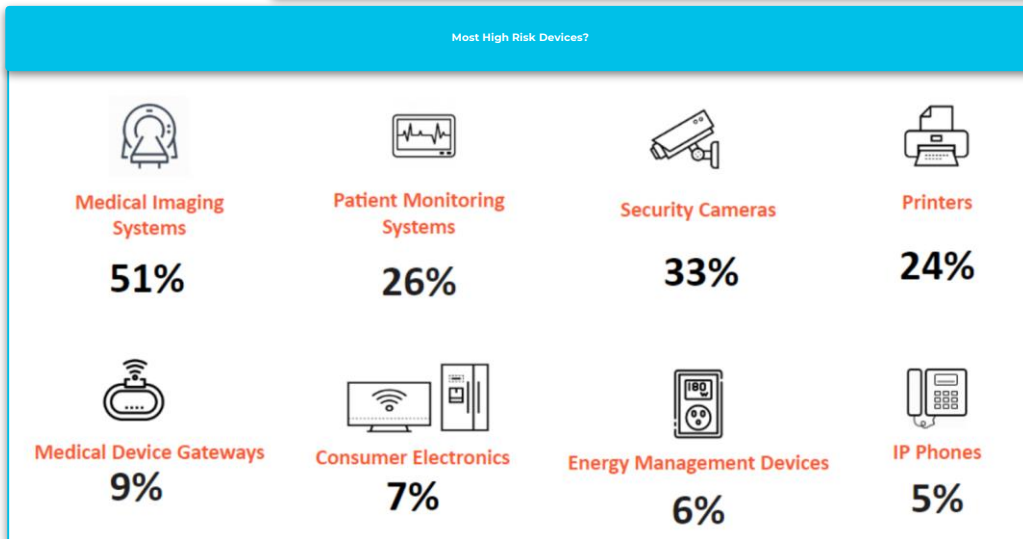 Most High Risk Devices?
Medical Imaging
Systems
51%
Patient Monitoring
Systems
26%
Security Cameras
33%
Printers
24%
Medical Device Gateways
9%
Consumer Electronics
7%
180
W
Energy Management Devices
6%
IP Phones
5%